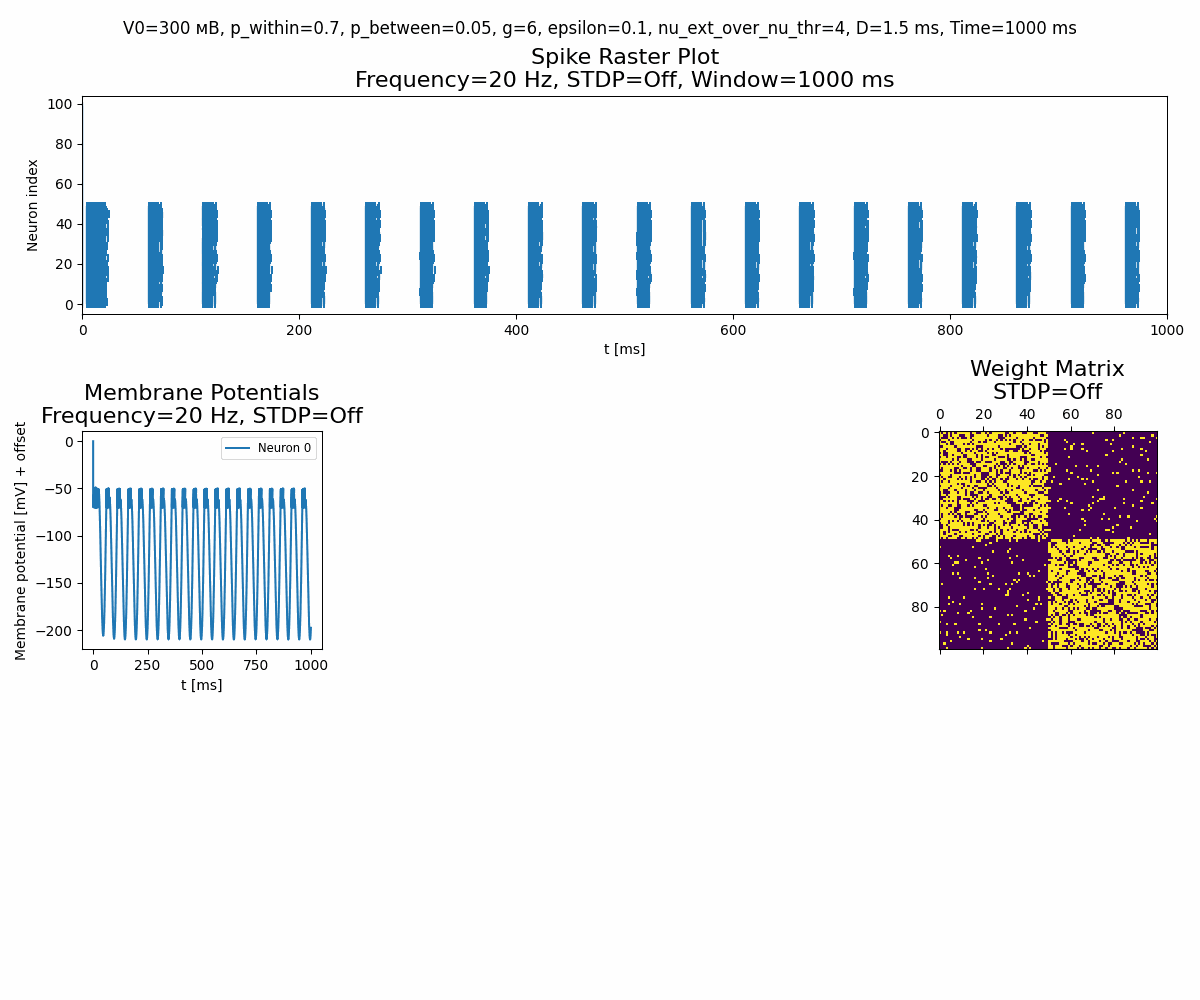 V0=300 мВ, p_within=0.7, p_between=0.05, g=6, epsilon=0.1, nu_ext_over_nu_thr=4, D=1.5 ms, Time=1000 ms
Spike Raster Plot
Frequency=20 Hz, STDP=Off, Window=1000 ms
Neuron index
100
80
60
40
20
0
0 200 400 600 800 1000
t [ms]
Membrane Potentials
Frequency=20 Hz, STDP=Off
Membrane potential [mV] + offset
0
−50
−100
−150
−200
Neuron 0
0 250 500 750 1000
t [ms]
Weight Matrix
STDP=Off
0 20 40 60 80
0
20
40
60
80